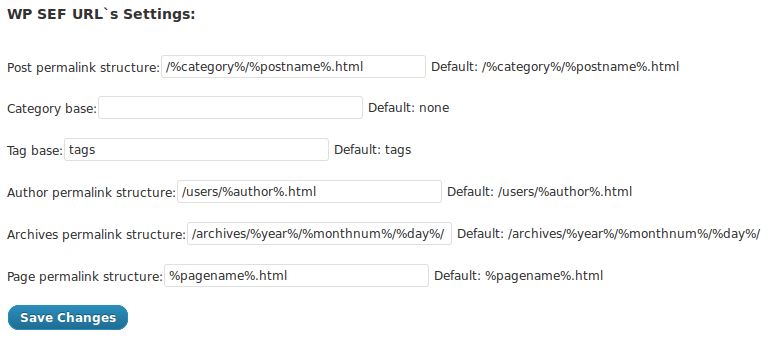 WP SEF URL`s Settings:
Post permalink structure: /%category%/%postname%.html Default: /%category%/%postname%.html
Category base: Default: none
Tag base: tags Default: tags
Author permalink structure: /users/%author%.html Default: /users/%author%.html
Archives permalink structure: /archives/%year%/%monthnum%/%day%/ Default: /archives/%year%/%monthnum%/%day%/
Page permalink structure: %pagename%.html Default: %pagename%.html
Save Changes